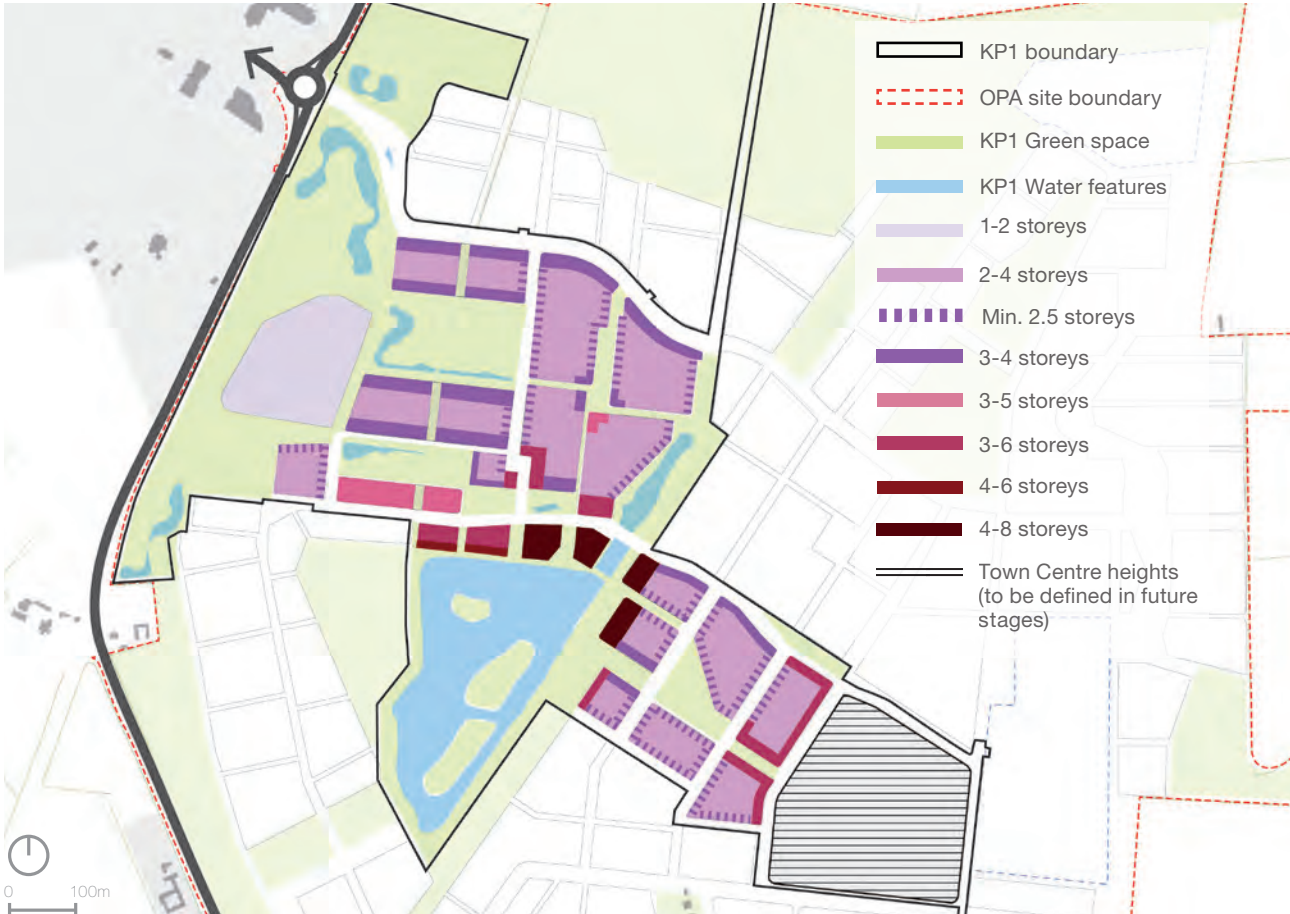 KP1 boundary
OPA site boundary
KP1 Green space
KP1 Water features
1-2 storeys
2-4 storeys
Min. 2.5 storeys
3-4 storeys
3-5 storeys
3-6 storeys
4-6 storeys
4-8 storeys
Town Centre heights
(to be defined in future
stages)
0 100m